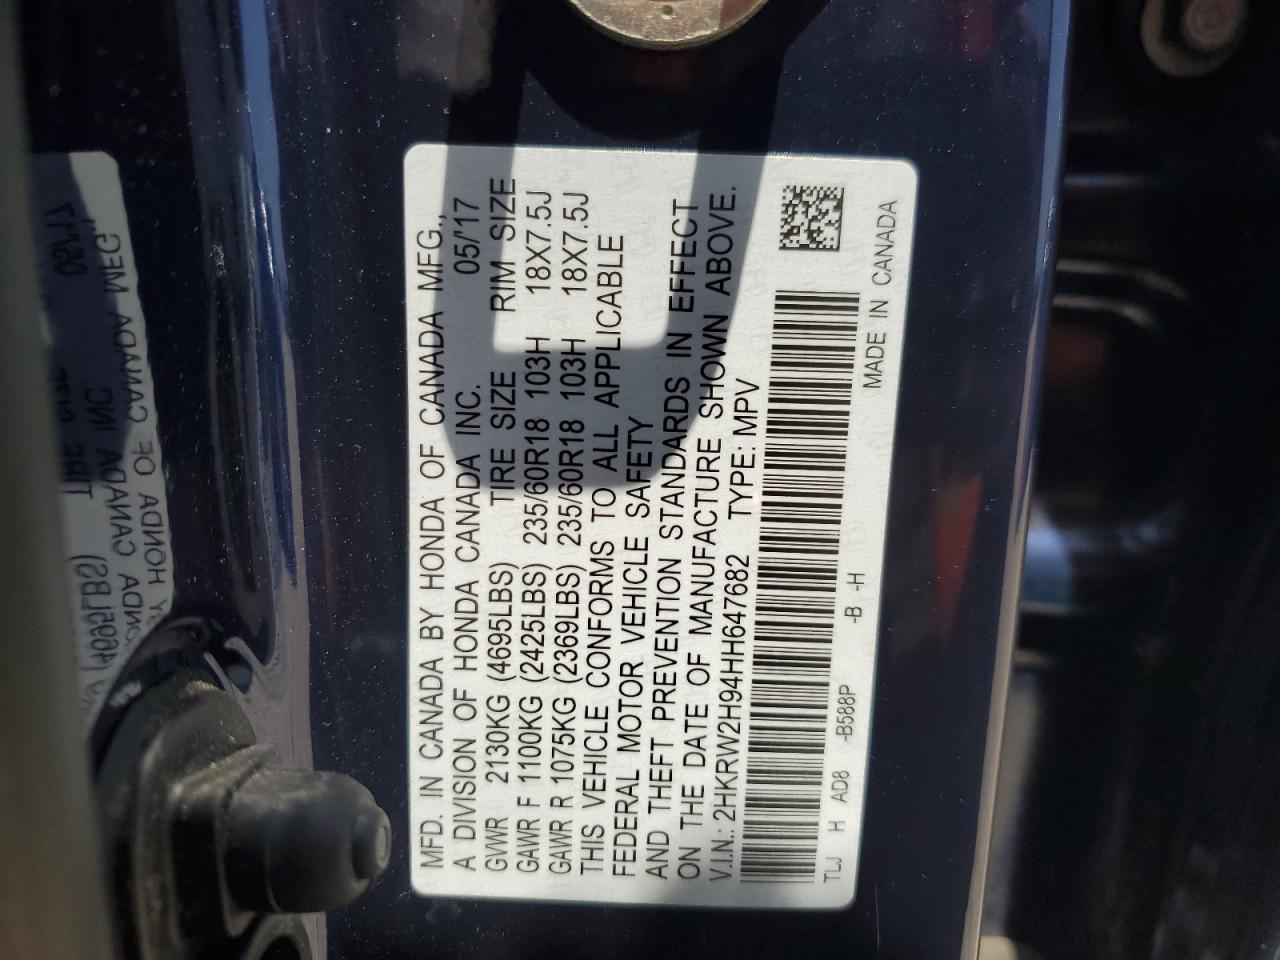 MFD. IN CANADA BY HONDA OF CANADA MFG.,
A DIVISION OF HONDA CANADA INC. 05/'17
GVWR 2130KG (4695LBS) TIRE SIZE RIM SIZE
GAWR F 1100KG (2425LBS) 235/60R18 103H 18X7.5J
GAWR R 1075KG (2369LBS) 235/60R18 103H 18X7.5J
THIS VEHICLE CONFORMS TO ALL APPLICABLE
FEDERAL MOTOR VEHICLE SAFETY
AND THEFT PREVENTION STANDARDS IN EFFECT
ON THE DATE OF MANUFACTURE SHOWN ABOVE.
V.I.N.: 2HKRW2H94HH647682 TYPE: MPV
TLJ H AD8 -B588P -B -H MADE IN CANADA